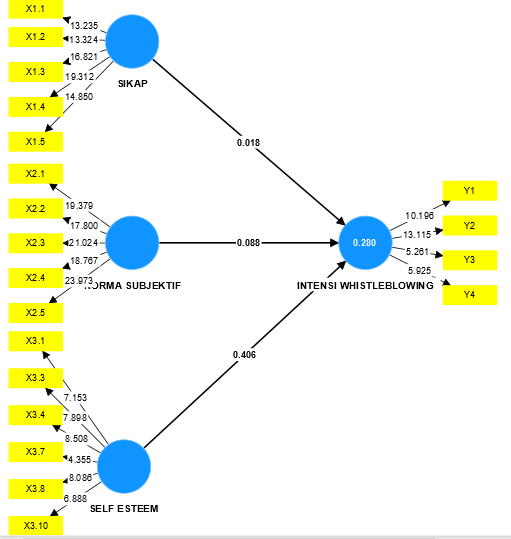 X1.1
13.235
X1.2
13.324
16.821
X1.3
19.312
X1.4
14.850
X1.5
SIKAP
0.018
X2.1
19.379
X2.2
17.800
X2.3
21.024
18.767
X2.4
23.973
X2.5
NORMA SUBJEKTIF
0.088
0.280
INTENSI WHISTLEBLOWING
Y1
10.196
Y2
13.115
5.261
Y3
5.925
Y4
0.406
X3.1
X3.3
7.153
X3.4
7.898
8.508
X3.7
4.355
8.086
X3.8
6.888
X3.10
SELF ESTEEM